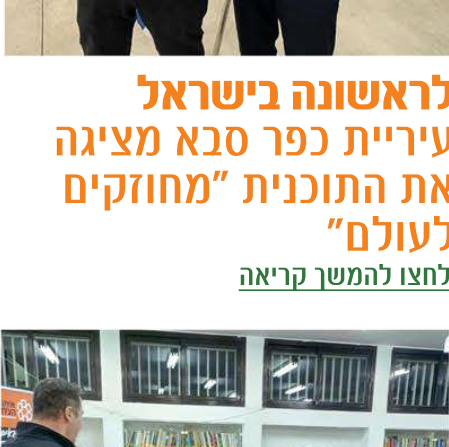 לראשונה בישראל
עיריית כפר סבא מציגה
את התוכנית "מחוזקים
לעולם"
לחצו להמשך קריאה